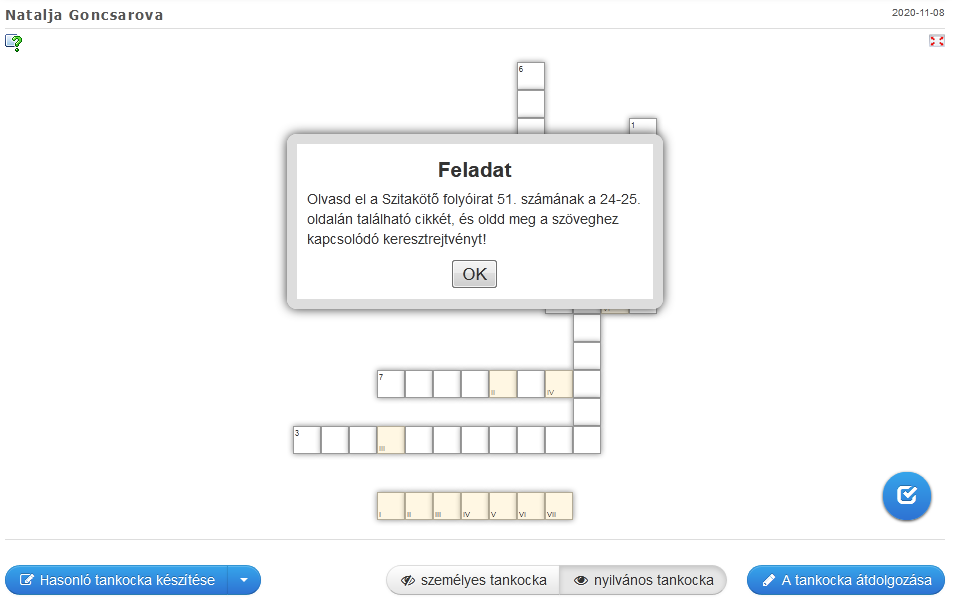 Natalja Goncsarova
2020-11-08
6
1
Feladat
Olvasd el a Szitakötő folyóirat 51. számának a 24-25.
oldalán található cikkét, és oldd meg a szöveghez
kapcsolódó keresztrejtvényt!
OK
7
II
IV
3
III
I
II
III
IV
V
VI
VII
Hasonló tankocka készítése
személyes tankocka
nyilvános tankocka
A tankocka átdolgozása